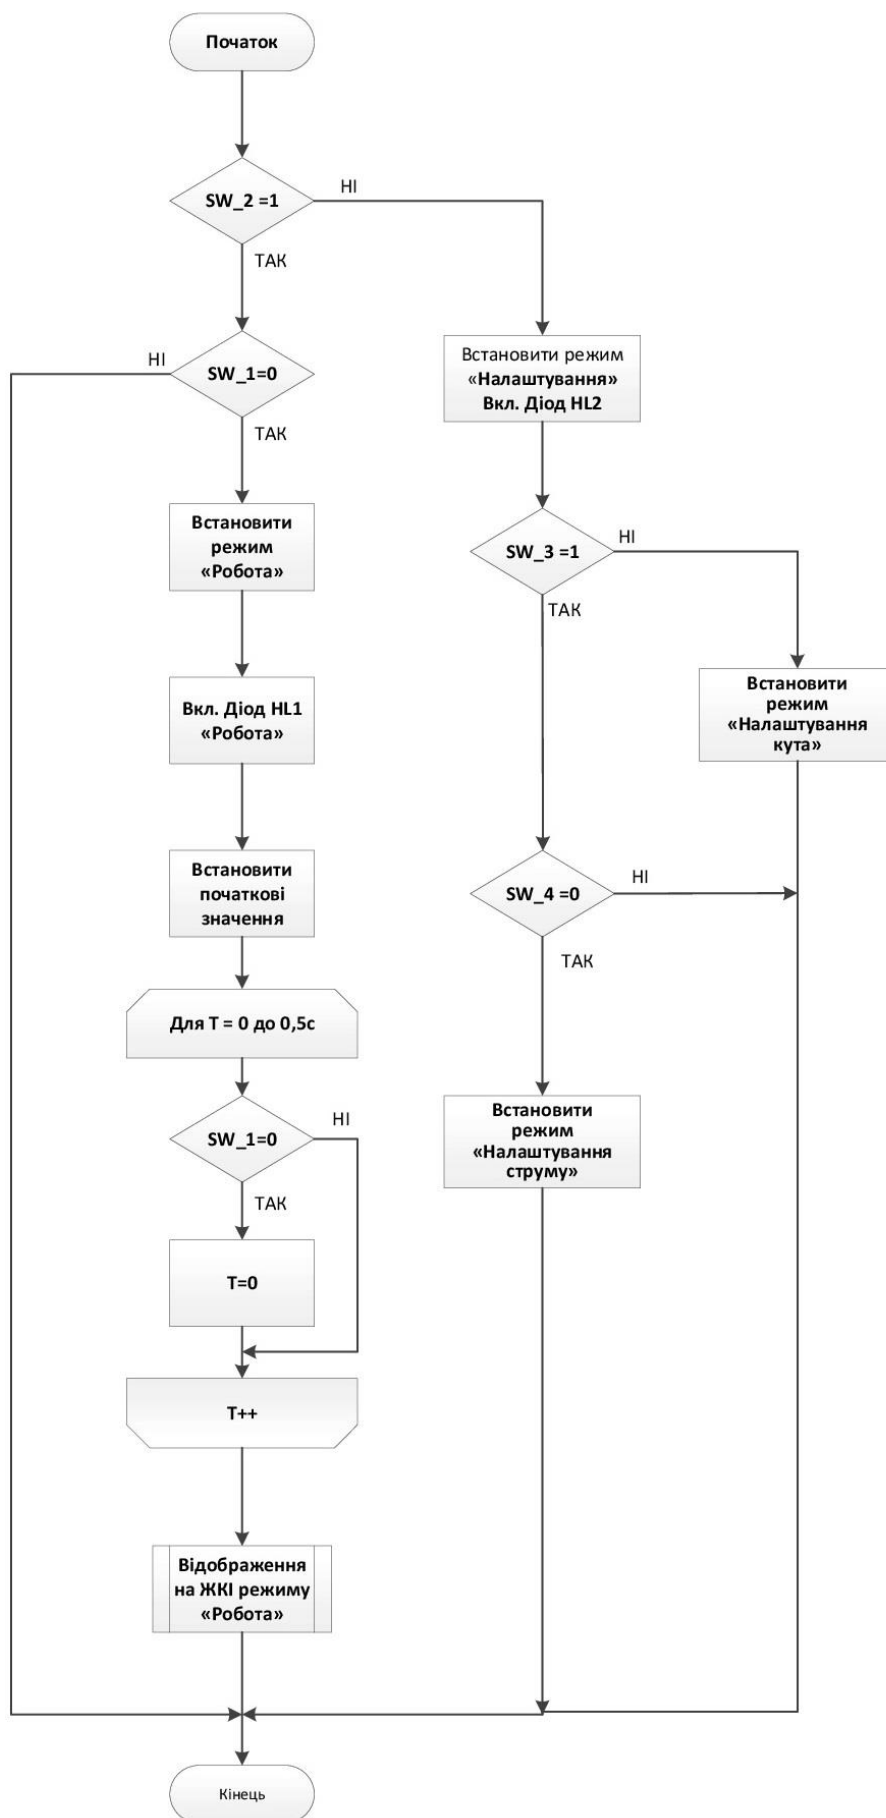 Початок
SW_2 =1
НІ
ТАК
SW_1=0
НІ
ТАК
Встановити
режим
«Робота»
Вкл. Діод HL1
«Робота»
Встановити
початкові
значення
Для T = 0 до 0,5с
SW_1=0
НІ
ТАК
T=0
T++
Відображення
на ЖКІ режиму
«Робота»
Встановити режим
«Налаштування»
Вкл. Діод HL2
SW_3 =1
НІ
ТАК
Встановити
режим
«Налаштування
кута»
SW_4 =0
НІ
ТАК
Встановити
режим
«Налаштування
струму»
Кінець